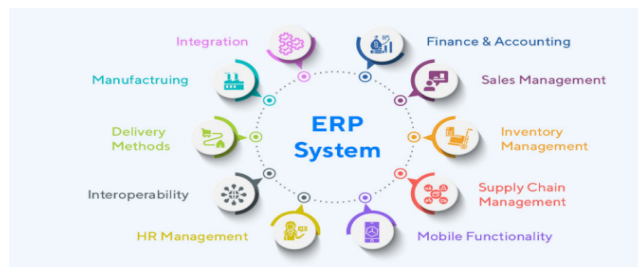 Integration
Finance & Accounting
Manufactruing
Sales Management
ERP
System
Delivery
Methods
Inventory
Management
Interoperability
Supply Chain
Management
HR Management
Mobile Functionality